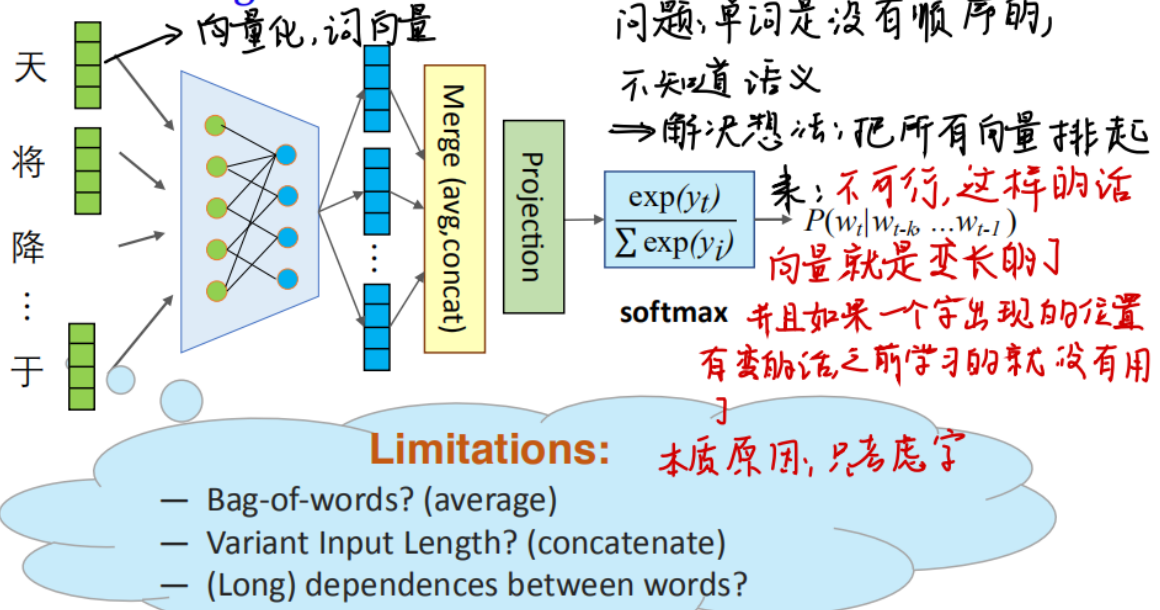 向量化,词向量
问题:单词是没有顺序的,
不知道语义
⇒解决想法:把所有向量排起
来:不可行,这样的话
向量就是变长的了
并且如果一个字出现的位置
有变的话,之前学习的就没有用
了
本质原因:只考虑字
天
将
降
⋮
于
...
Merge (avg,concat)
Projection
exp(yt)
∑ exp(yi)
P(wt|wt-k, ...wt-1)
softmax
Limitations:
— Bag-of-words? (average)
— Variant Input Length? (concatenate)
— (Long) dependences between words?